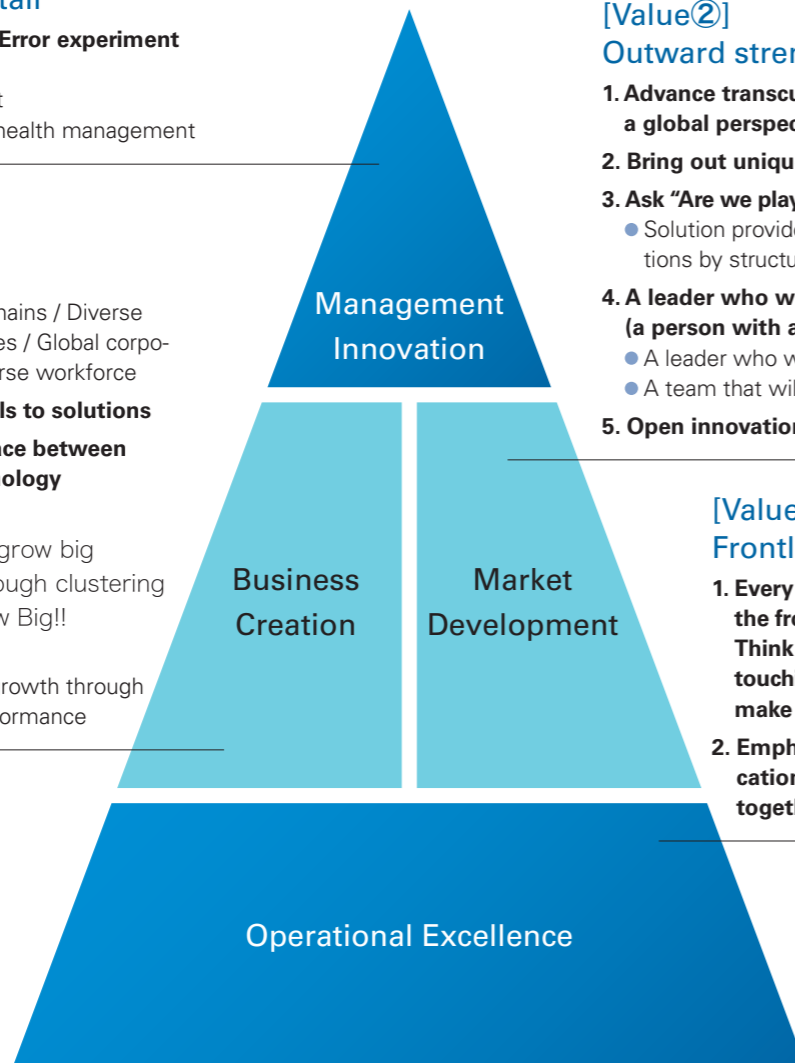 Error experiment
health management
nains / Diverse
es / Global corpo-
rse workforce
ls to solutions
nce between
ology
grow big
ough clustering
w Big!!
rowth through
ormance
Management
Innovation
Business
Creation
Market
Development
Operational Excellence
[Value②]
Outward stren
1. Advance transcu
a global perspec
2. Bring out uniqu
3. Ask “Are we play
● Solution provide
tions by structu
4. A leader who w
(a person with a
● A leader who w
● A team that wil
5. Open innovation
[Value
Frontl
1. Every
the fro
Think
touchi
make
2. Emph
cation
togeth